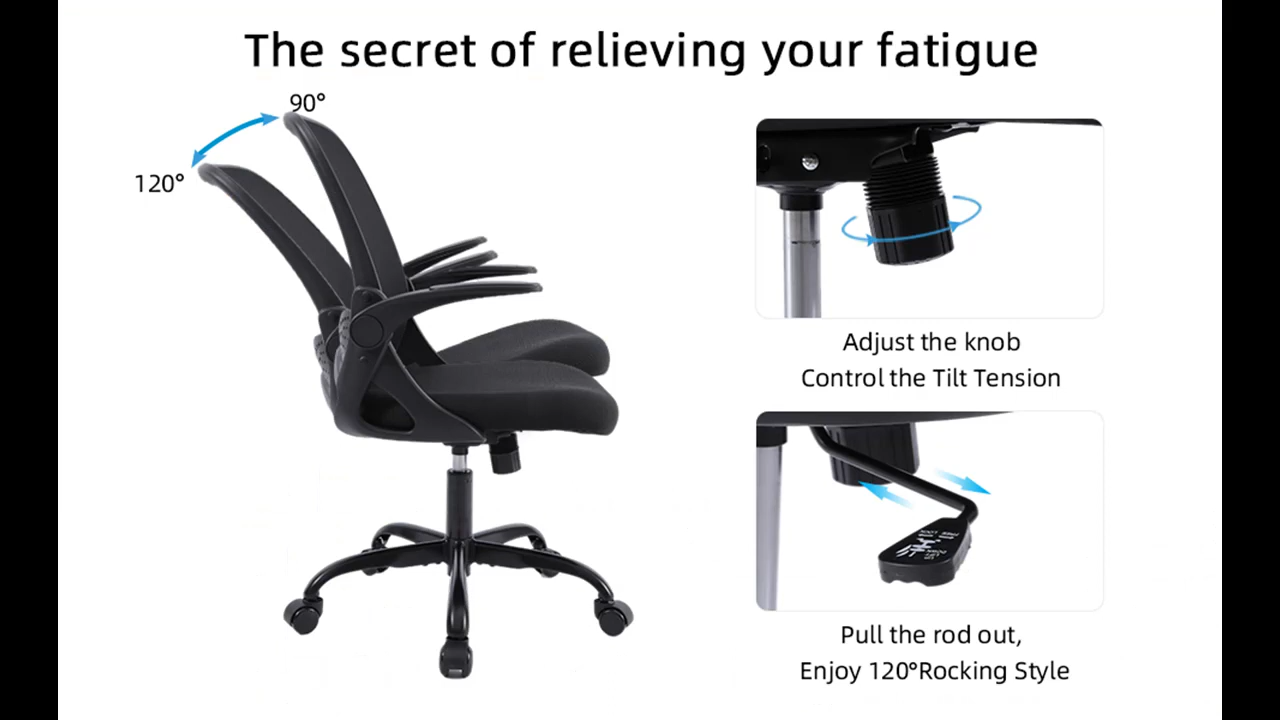 The secret of relieving your fatigue
90°
120°
Adjust the knob
Control the Tilt Tension
Pull the rod out,
Enjoy 120°Rocking Style